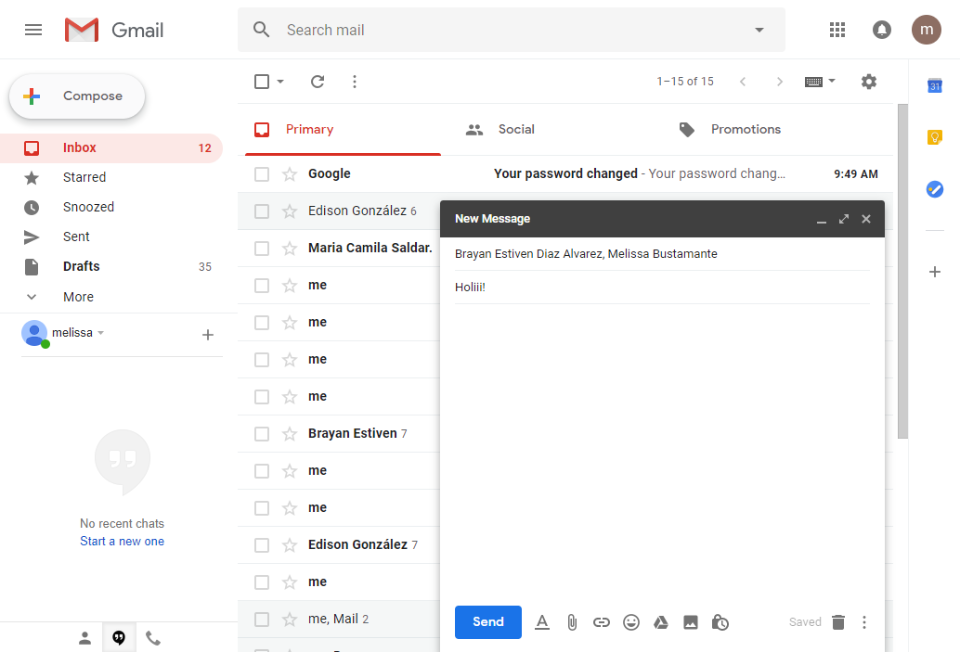 Gmail
Search mail
m
Compose
1–15 of 15
31
Primary
Social
Promotions
Inbox 12
Starred
Snoozed
Sent
Drafts 35
More
melissa
No recent chats
Start a new one
Google Your password changed - Your password chang... 9:49 AM
Edison González 6
Maria Camila Saldar.
me
me
me
me
Brayan Estiven 7
me
me
Edison González 7
me
me, Mail 2
New Message
Brayan Estiven Diaz Alvarez, Melissa Bustamante
Holiii!
Send
Saved